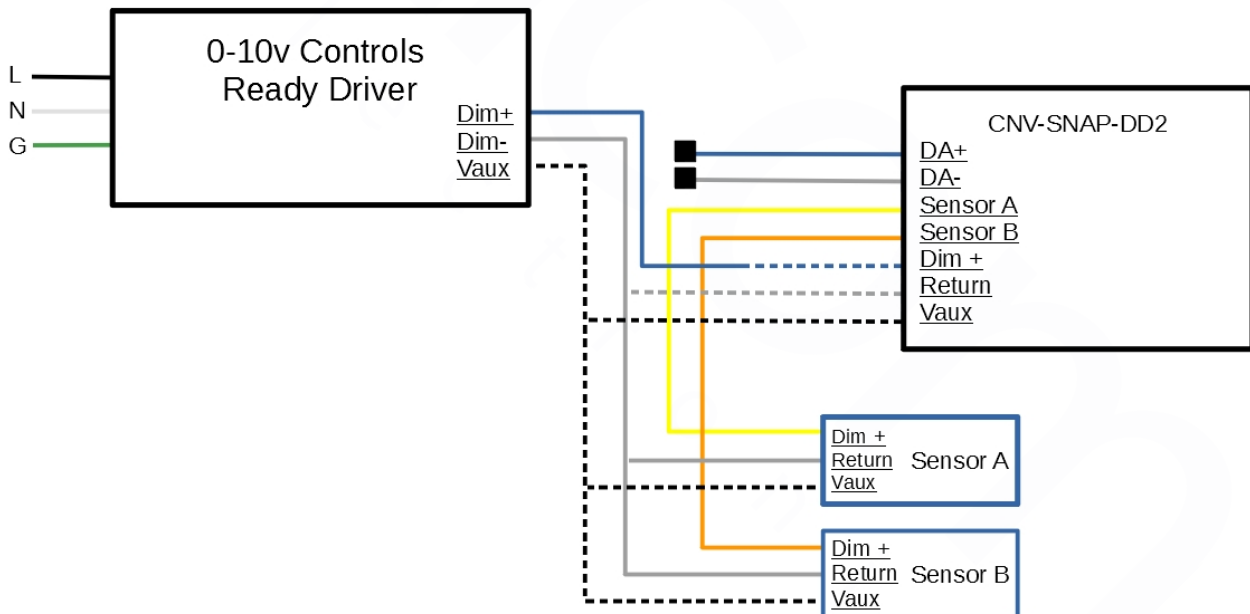 0-10v Controls
Ready Driver
L
N
G
Dim+
Dim-
Vaux
CNV-SNAP-DD2
DA+
DA-
Sensor A
Sensor B
Dim +
Return
Vaux
Dim +
Return
Vaux
Sensor A
Dim +
Return
Vaux
Sensor B